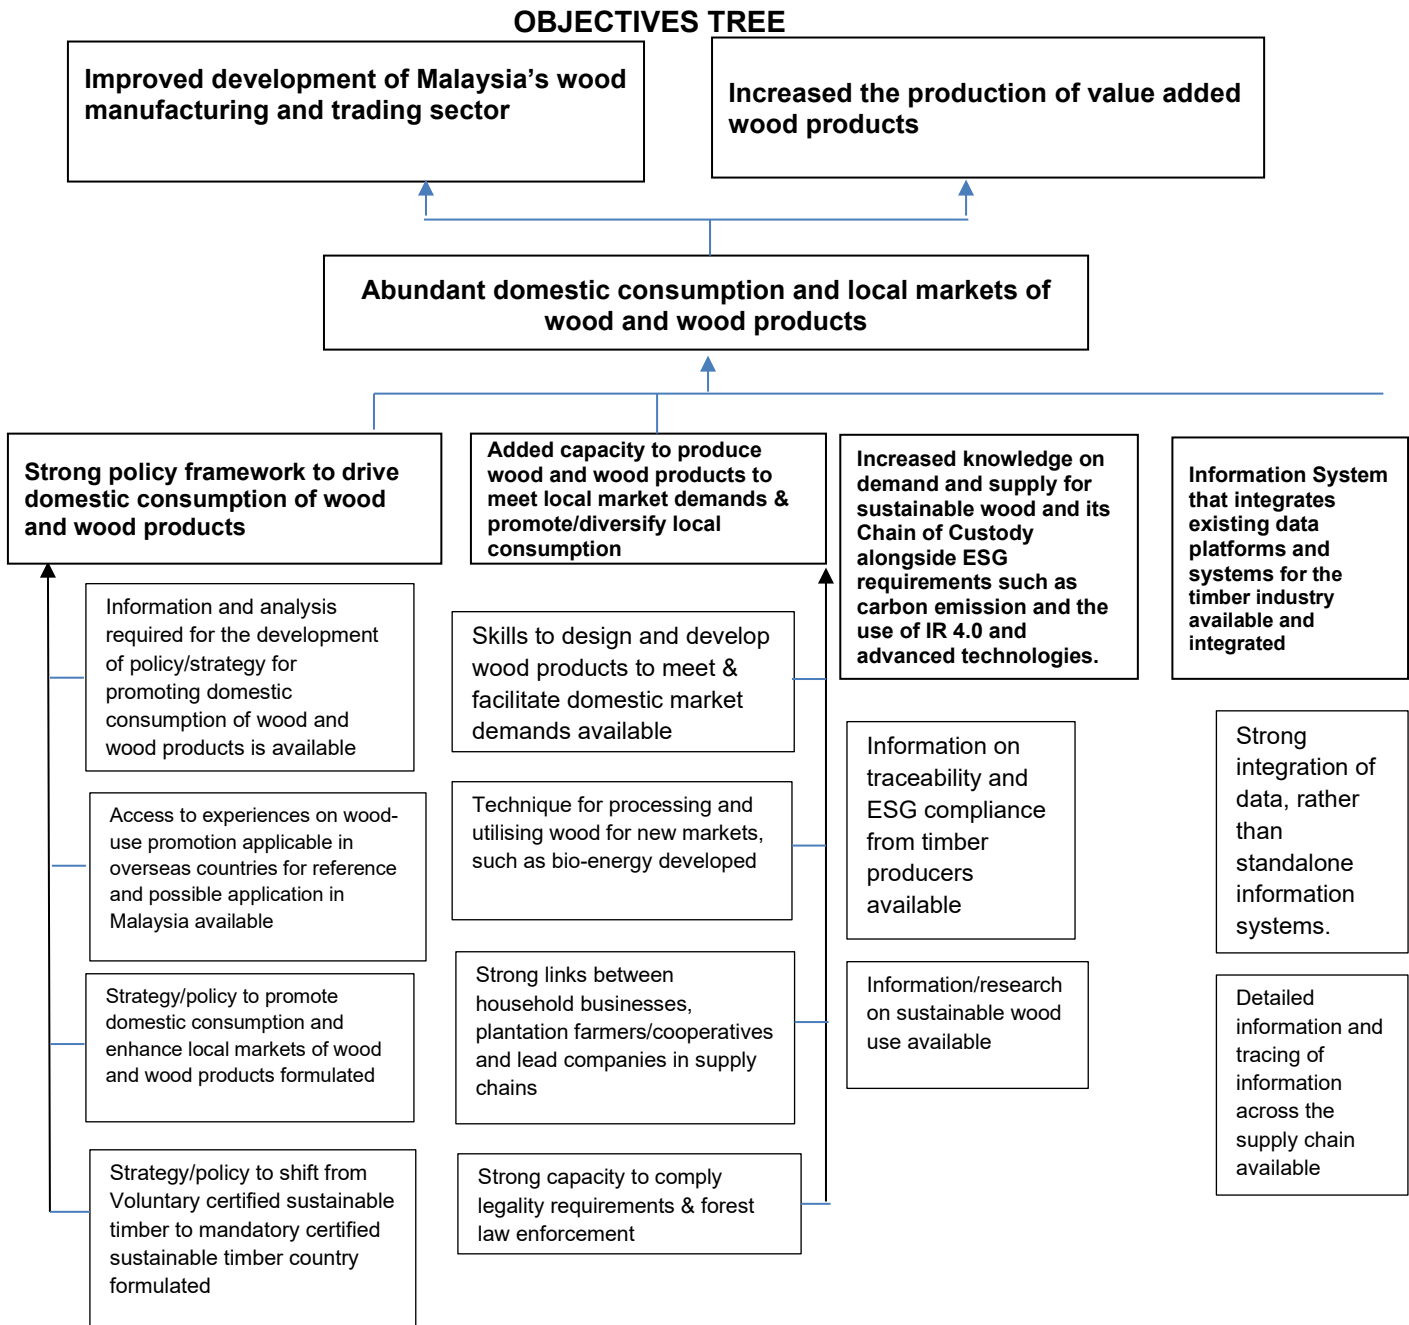 OBJECTIVES TREE
Improved development of Malaysia’s wood
manufacturing and trading sector
Increased the production of value added
wood products
Abundant domestic consumption and local markets of
wood and wood products
Strong policy framework to drive
domestic consumption of wood
and wood products
Information and analysis
required for the development
of policy/strategy for
promoting domestic
consumption of wood and
wood products is available
Access to experiences on wood-
use promotion applicable in
overseas countries for reference
and possible application in
Malaysia available
Strategy/policy to promote
domestic consumption and
enhance local markets of wood
and wood products formulated
Strategy/policy to shift from
Voluntary certified sustainable
timber to mandatory certified
sustainable timber country
formulated
Added capacity to produce
wood and wood products to
meet local market demands &
promote/diversify local
consumption
Skills to design and develop
wood products to meet &
facilitate domestic market
demands available
Technique for processing and
utilising wood for new markets,
such as bio-energy developed
Strong links between
household businesses,
plantation farmers/cooperatives
and lead companies in supply
chains
Strong capacity to comply
legality requirements & forest
law enforcement
Increased knowledge on
demand and supply for
sustainable wood and its
Chain of Custody
alongside ESG
requirements such as
carbon emission and the
use of IR 4.0 and
advanced technologies.
Information on
traceability and
ESG compliance
from timber
producers
available
Information/research
on sustainable wood
use available
Information System
that integrates
existing data
platforms and
systems for the
timber industry
available and
integrated
Strong
integration of
data, rather
than
standalone
information
systems.
Detailed
information and
tracing of
information
across the
supply chain
available